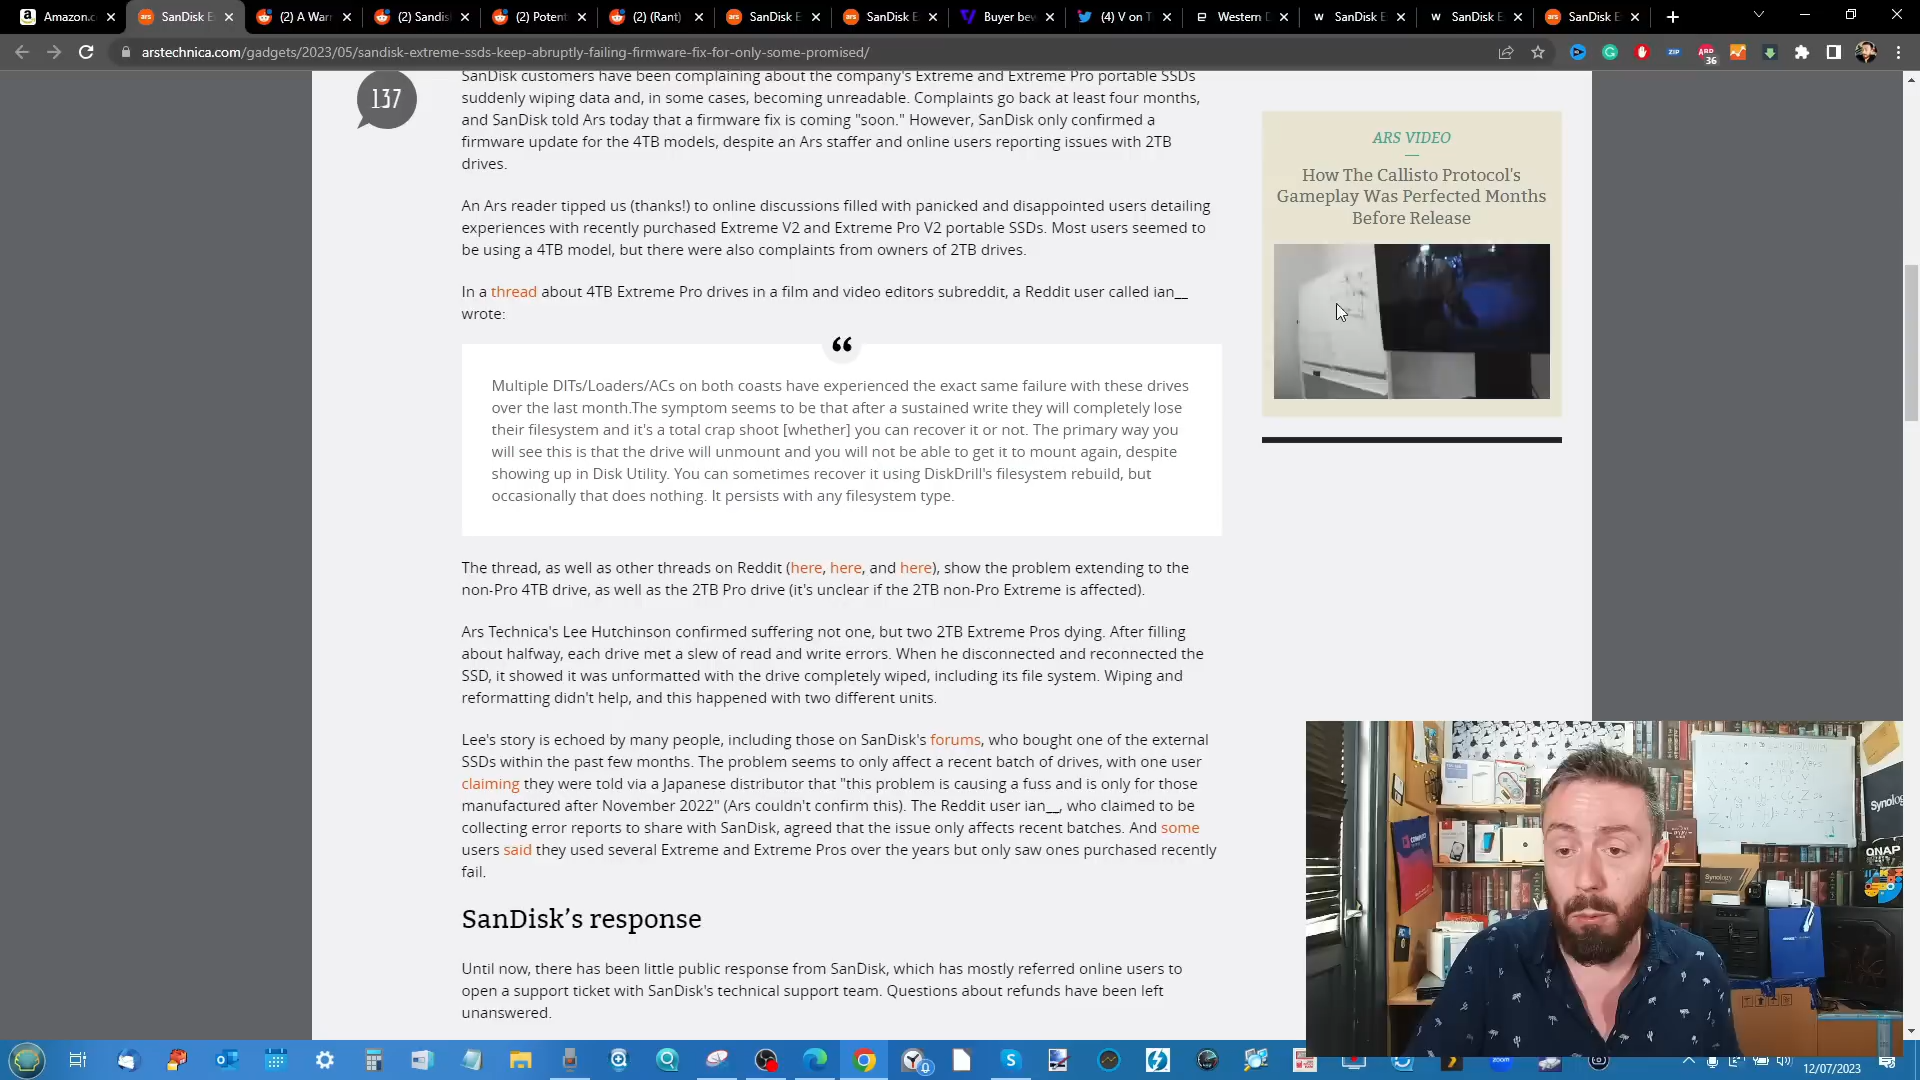 Amazon.c
SanDisk E
(2) A War
(2) Sandis
(2) Potent
(2) (Rant)
SanDisk E
SanDisk E
Buyer bew
(4) V on T
Western D
SanDisk E
SanDisk E
SanDisk E
arstechnica.com/gadgets/2023/05/sandisk-extreme-ssds-keep-abruptly-failing-firmware-fix-for-only-some-promised/
ZIP
36
137
SanDisk customers have been complaining about the company's Extreme and Extreme Pro portable SSDs
suddenly wiping data and, in some cases, becoming unreadable. Complaints go back at least four months,
and SanDisk told Ars today that a firmware fix is coming "soon." However, SanDisk only confirmed a
firmware update for the 4TB models, despite an Ars staffer and online users reporting issues with 2TB
drives.
An Ars reader tipped us (thanks!) to online discussions filled with panicked and disappointed users detailing
experiences with recently purchased Extreme V2 and Extreme Pro V2 portable SSDs. Most users seemed to
be using a 4TB model, but there were also complaints from owners of 2TB drives.
In a thread about 4TB Extreme Pro drives in a film and video editors subreddit, a Reddit user called ian__
wrote:
“
Multiple DITs/Loaders/ACs on both coasts have experienced the exact same failure with these drives
over the last month.The symptom seems to be that after a sustained write they will completely lose
their filesystem and it's a total crap shoot [whether] you can recover it or not. The primary way you
will see this is that the drive will unmount and you will not be able to get it to mount again, despite
showing up in Disk Utility. You can sometimes recover it using DiskDrill's filesystem rebuild, but
occasionally that does nothing. It persists with any filesystem type.
The thread, as well as other threads on Reddit (here, here, and here), show the problem extending to the
non-Pro 4TB drive, as well as the 2TB Pro drive (it's unclear if the 2TB non-Pro Extreme is affected).
Ars Technica's Lee Hutchinson confirmed suffering not one, but two 2TB Extreme Pros dying. After filling
about halfway, each drive met a slew of read and write errors. When he disconnected and reconnected the
SSD, it showed it was unformatted with the drive completely wiped, including its file system. Wiping and
reformatting didn't help, and this happened with two different units.
Lee's story is echoed by many people, including those on SanDisk's forums, who bought one of the external
SSDs within the past few months. The problem seems to only affect a recent batch of drives, with one user
claiming they were told via a Japanese distributor that "this problem is causing a fuss and is only for those
manufactured after November 2022" (Ars couldn't confirm this). The Reddit user ian__, who claimed to be
collecting error reports to share with SanDisk, agreed that the issue only affects recent batches. And some
users said they used several Extreme and Extreme Pros over the years but only saw ones purchased recently
fail.
SanDisk’s response
Until now, there has been little public response from SanDisk, which has mostly referred online users to
open a support ticket with SanDisk's technical support team. Questions about refunds have been left
unanswered.
ARS VIDEO
How The Callisto Protocol's
Gameplay Was Perfected Months
Before Release
Synology
QNAP
Synology
zoom
12/07/2023